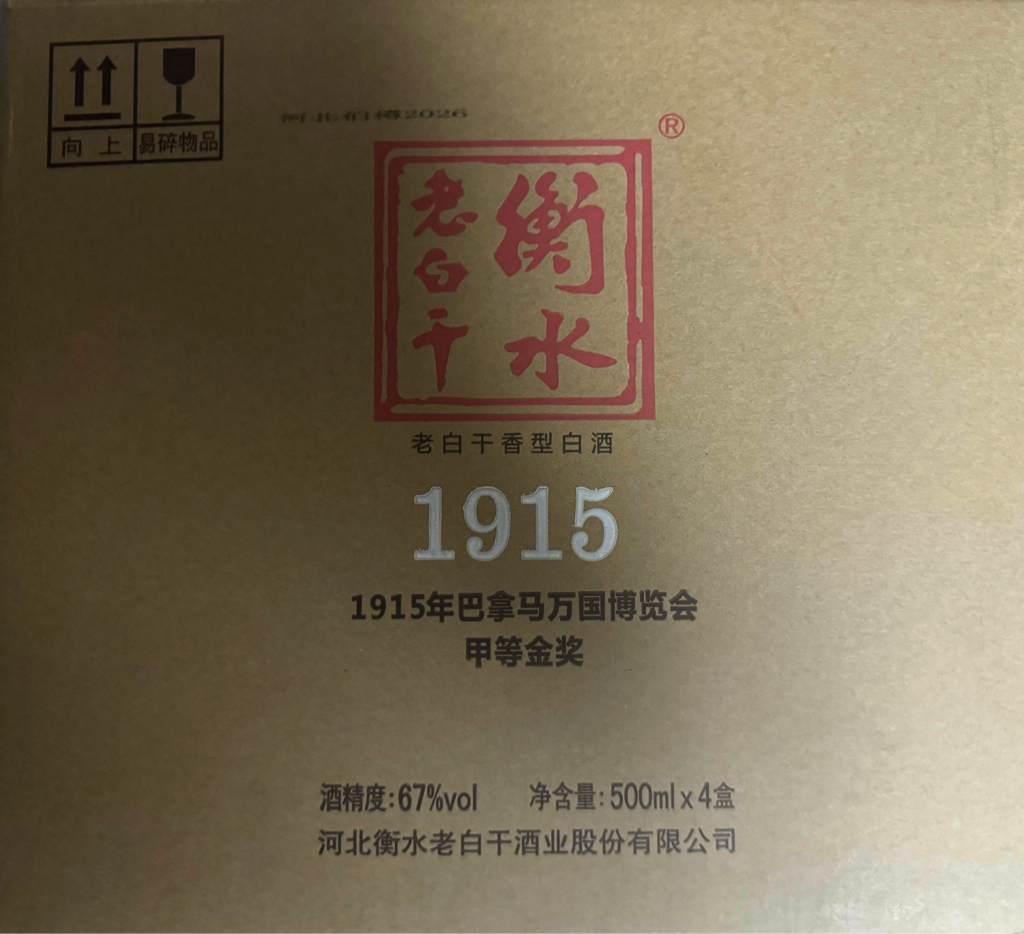 向上
易碎物品
2026
®
衡水
老白干
老白干香型白酒
1915
1915年巴拿马万国博览会
甲等金奖
酒精度:67%vol 净含量:500ml x 4盒
河北衡水老白干酒业股份有限公司